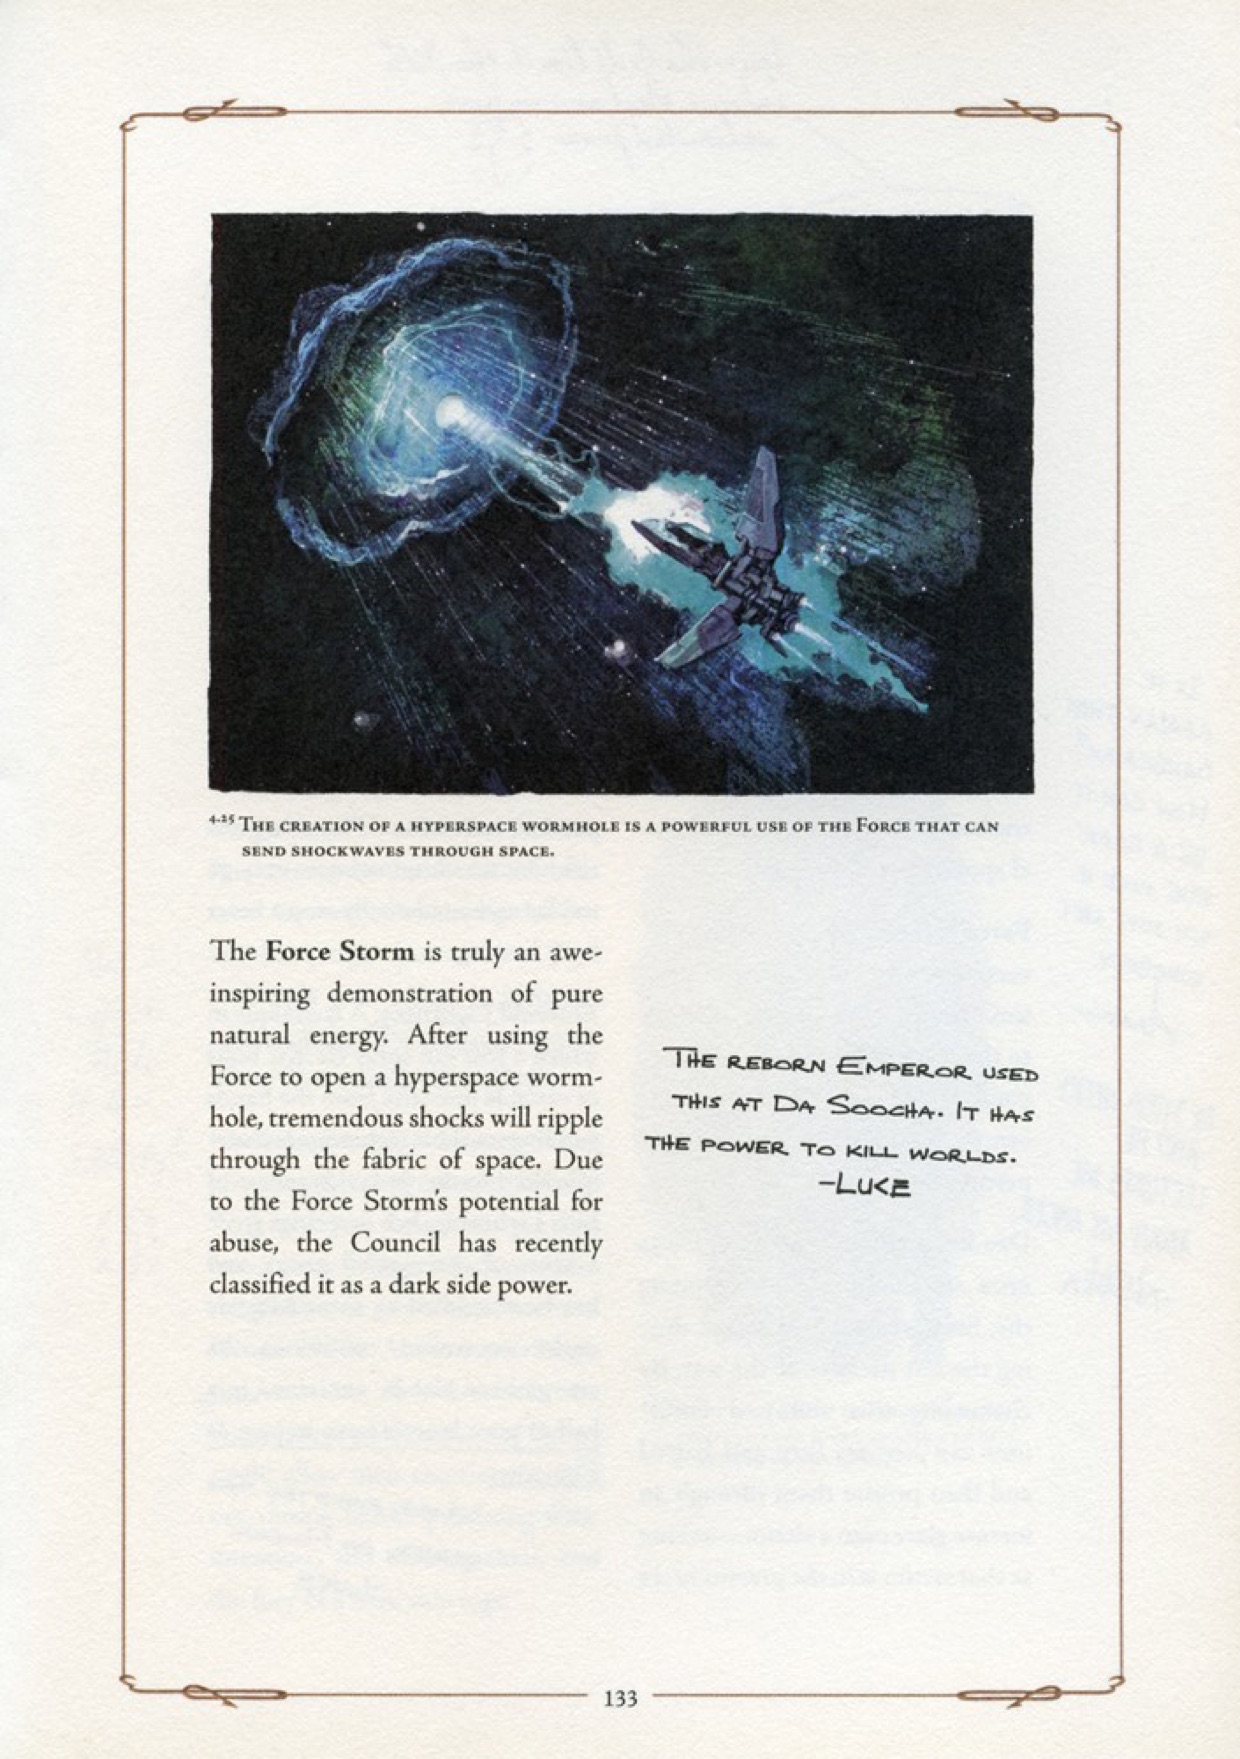 4.25 The creation of a hyperspace wormhole is a powerful use of the Force that can
send shockwaves through space.
The Force Storm is truly an awe-
inspiring demonstration of pure
natural energy. After using the
Force to open a hyperspace worm-
hole, tremendous shocks will ripple
through the fabric of space. Due
to the Force Storm's potential for
abuse, the Council has recently
classified it as a dark side power.
The reborn Emperor used
this at Da Soocha. It has
the power to kill worlds.
-Luke
133